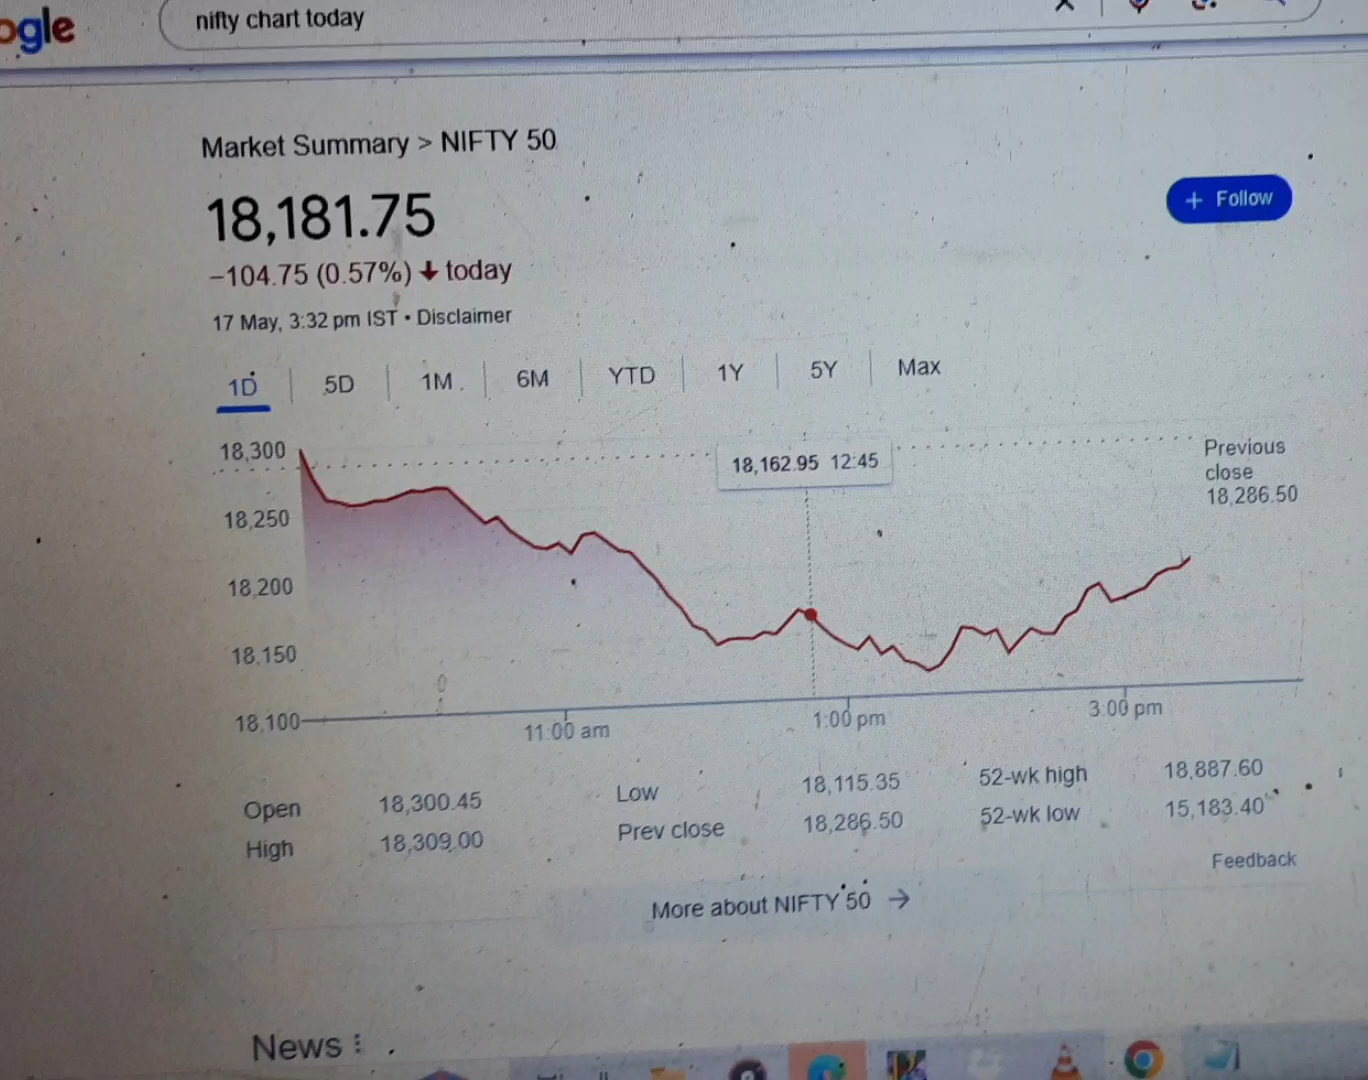 ogle
nifty chart today
Market Summary > NIFTY 50
18,181.75
+ Follow
−104.75 (0.57%) ↓ today
17 May, 3:32 pm IST • Disclaimer
1D 5D 1M 6M YTD 1Y 5Y Max
18,300
18,250
18,200
18,150
18,100
18,162.95 12:45
Previous
close
18,286.50
11:00 am 1:00 pm 3:00 pm
Open 18,300.45 Low 18,115.35 52-wk high 18,887.60
High 18,309.00 Prev close 18,286.50 52-wk low 15,183.40
Feedback
More about NIFTY 50 →
News